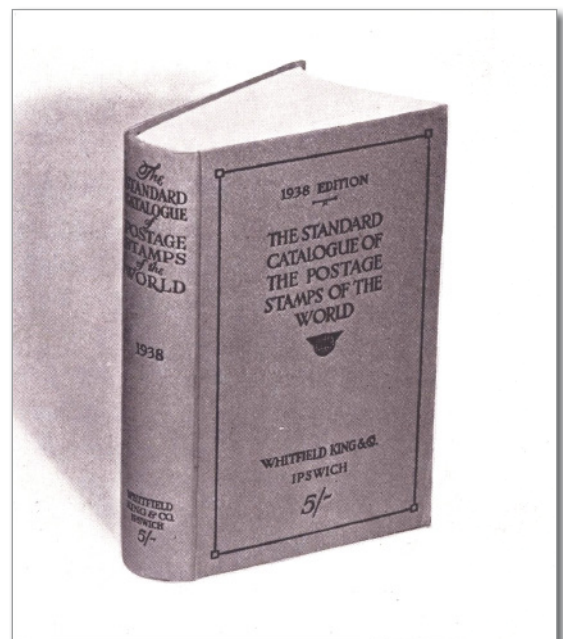 The
STANDARD
CATALOGUE
of
POSTAGE
STAMPS
of the
WORLD
1938
WHITFIELD
KING & CO.
IPSWICH
5/-
1938 EDITION
THE STANDARD
CATALOGUE OF
THE POSTAGE
STAMPS OF THE
WORLD
WHITFIELD KING & Co.
IPSWICH
5/-